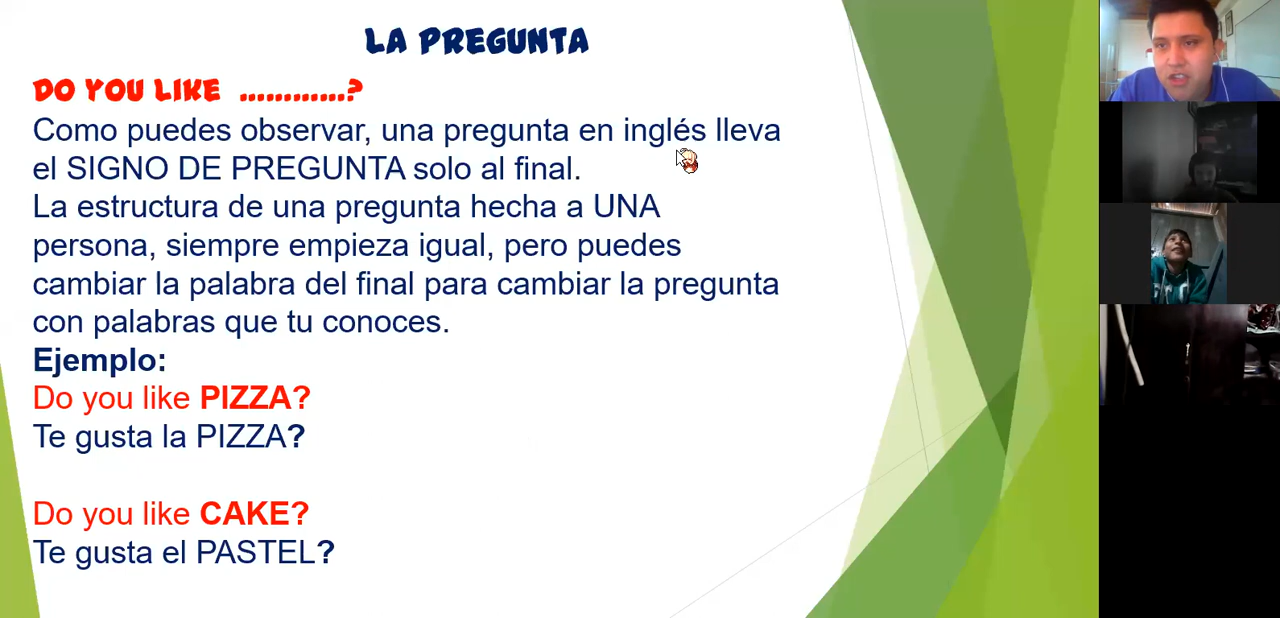 LA PREGUNTA
DO YOU LIKE ............?
Como puedes observar, una pregunta en inglés lleva
el SIGNO DE PREGUNTA solo al final.
La estructura de una pregunta hecha a UNA
persona, siempre empieza igual, pero puedes
cambiar la palabra del final para cambiar la pregunta
con palabras que tu conoces.
Ejemplo:
Do you like PIZZA?
Te gusta la PIZZA?
Do you like CAKE?
Te gusta el PASTEL?